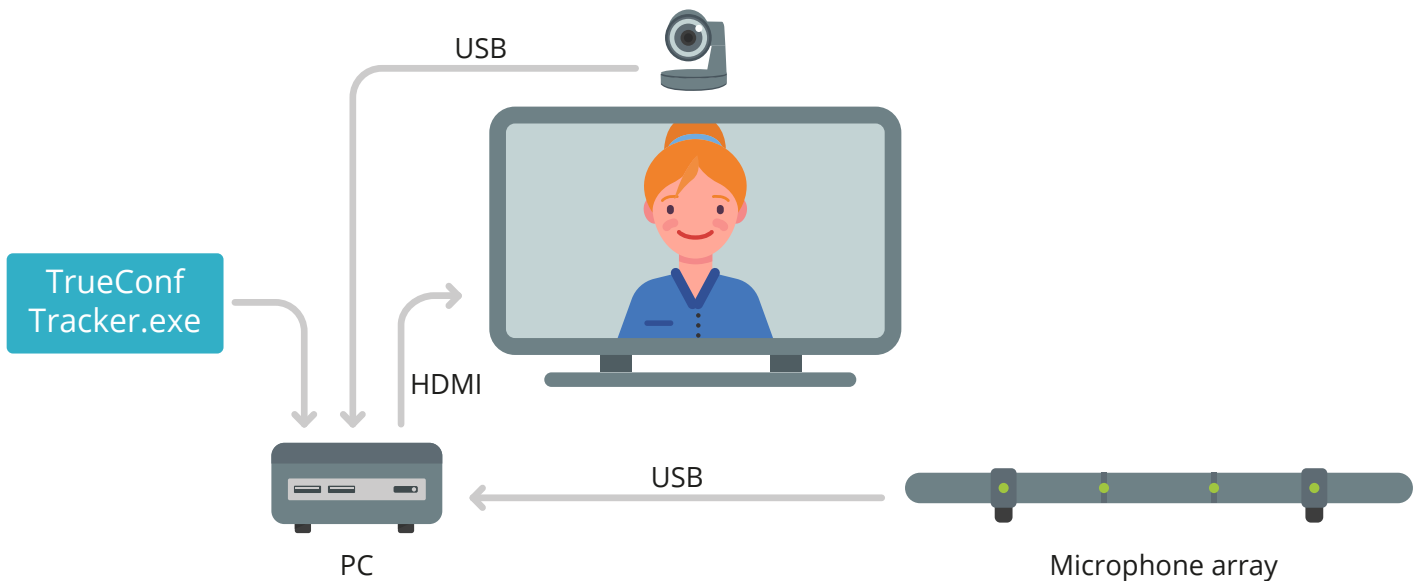 USB
TrueConf
Tracker.exe
HDMI
USB
PC
Microphone array